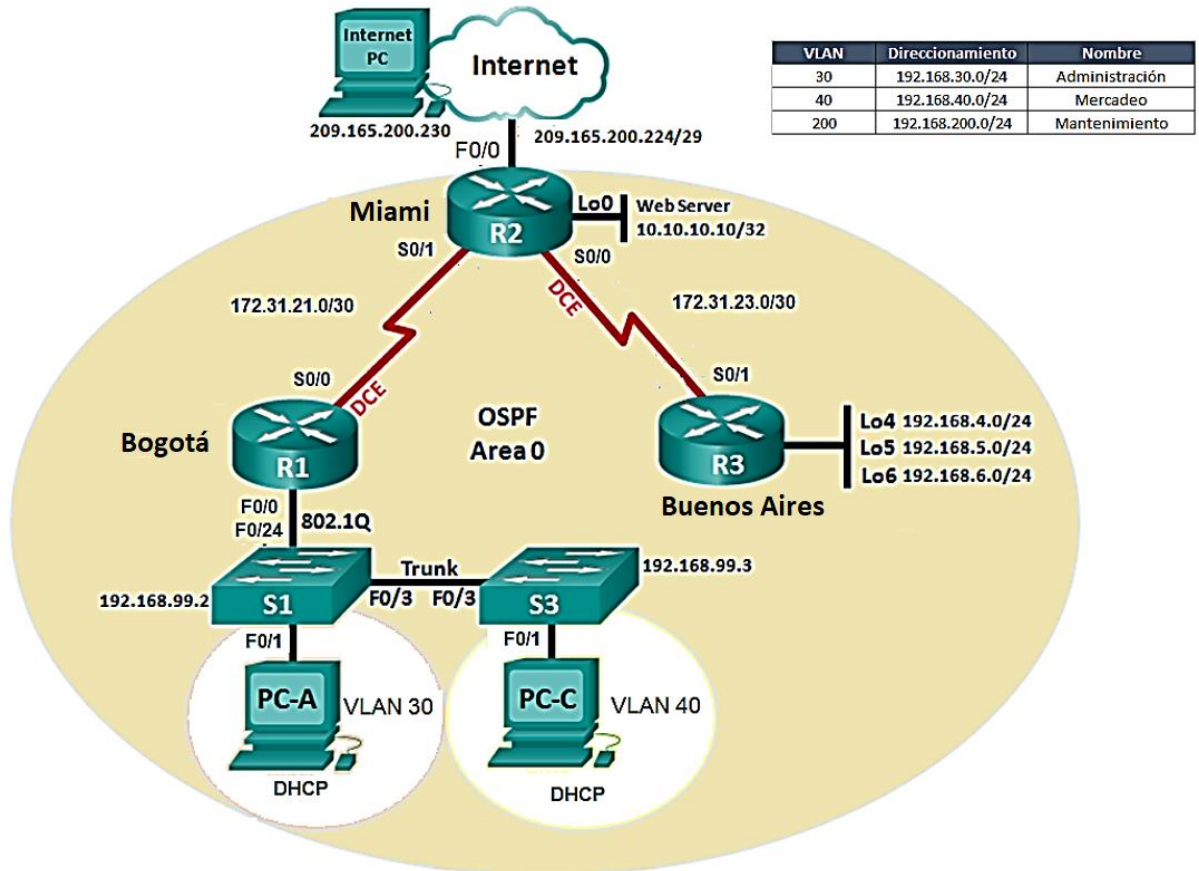 Internet
PC
Internet
209.165.200.230
209.165.200.224/29
F0/0
VLAN Direccionamiento Nombre
30 192.168.30.0/24 Administración
40 192.168.40.0/24 Mercadeo
200 192.168.200.0/24 Mantenimiento
Miami
R2
Lo0
Web Server
10.10.10.10/32
S0/1
S0/0
DCE
172.31.21.0/30
172.31.23.0/30
S0/0
DCE
S0/1
OSPF
Area 0
Bogotá
R1
R3
Buenos Aires
Lo4 192.168.4.0/24
Lo5 192.168.5.0/24
Lo6 192.168.6.0/24
F0/0
F0/24
802.1Q
Trunk
F0/3 F0/3
192.168.99.2
S1
S3
192.168.99.3
F0/1
F0/1
PC-A
VLAN 30
DHCP
PC-C
VLAN 40
DHCP